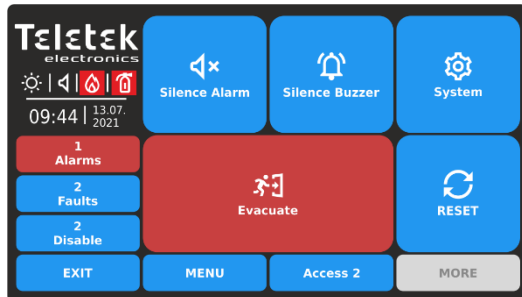 Teletek
electronics
09:44
13.07.
2021
1
Alarms
2
Faults
2
Disable
EXIT
Silence Alarm
Silence Buzzer
System
Evacuate
RESET
MENU
Access 2
MORE